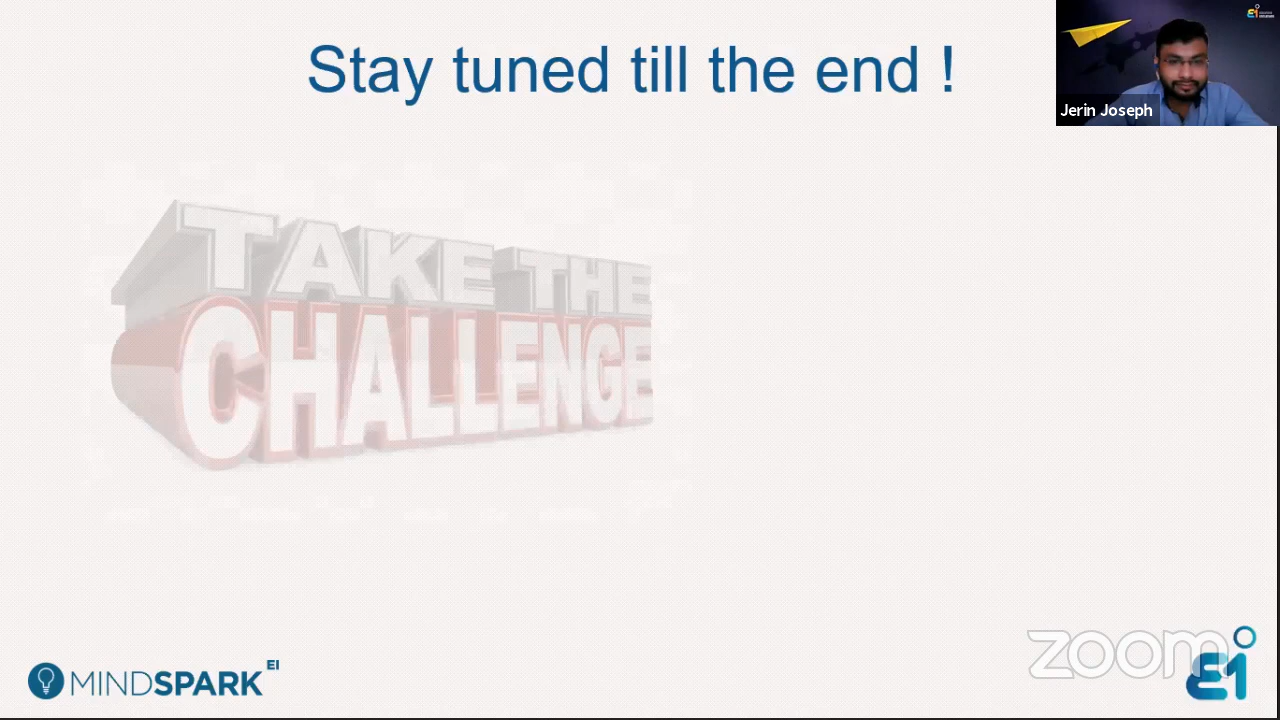 Stay tuned till the end !
Jerin Joseph
TAKE THE
CHALLENGE
MINDSPARK EI
zoom
Ei